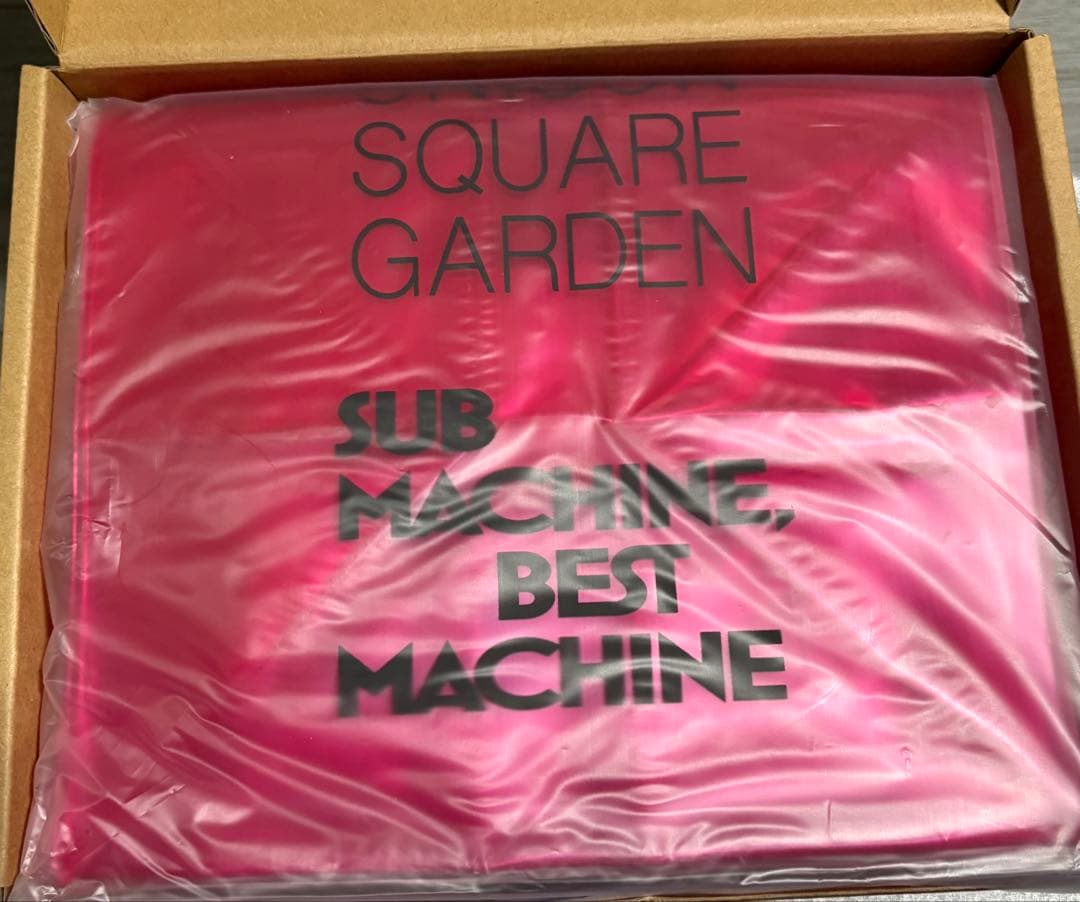 SQUARE
GARDEN
SUB
MACHINE,
BEST
MACHINE